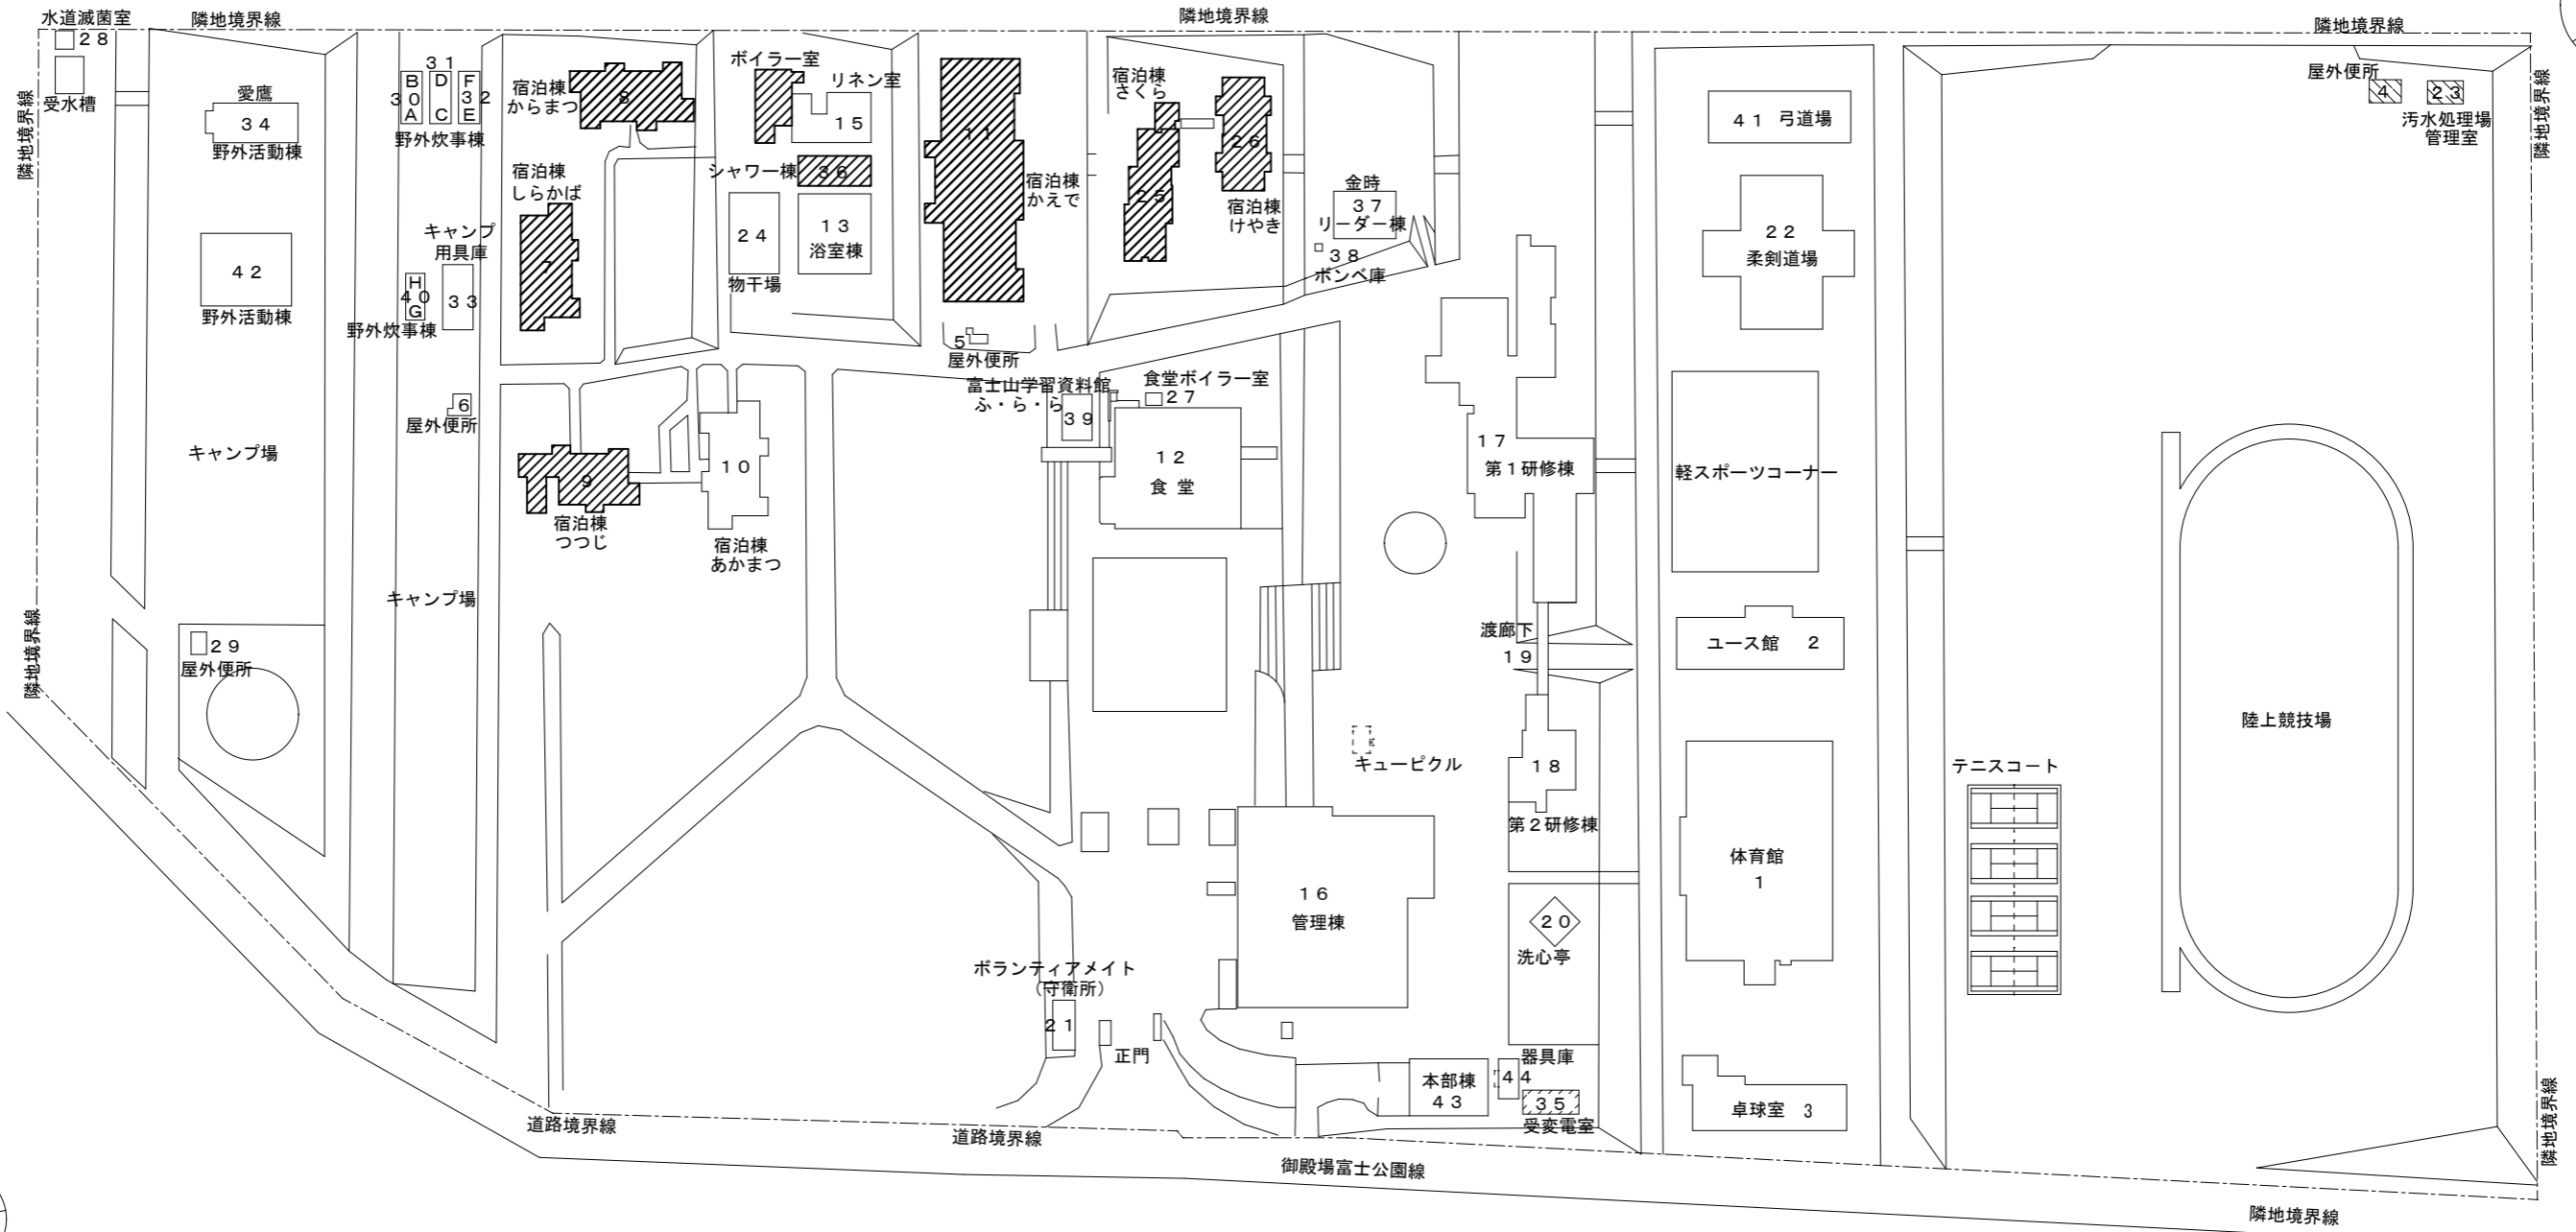 水道滅菌室
隣地境界線
隣地境界線
隣地境界線
２８
受水槽
隣地境界線
愛鷹
３４
野外活動棟
３１
Ｂ Ｄ Ｆ
３０ ３２
Ａ Ｃ Ｅ
野外炊事棟
宿泊棟
からまつ
８
ボイラー室
リネン室
１５
シャワー棟
３６
宿泊棟
しらかば
７
２４
物干場
１３
浴室棟
１１
宿泊棟
かえで
宿泊棟
さくら
２５
２６
宿泊棟
けやき
金時
３７
リーダー棟
３８
ボンベ庫
４１ 弓道場
２２
柔剣道場
屋外便所
４
２３
汚水処理場
管理室
隣地境界線
４２
野外活動棟
キャンプ
用具庫
Ｈ
４０
Ｇ
３３
野外炊事棟
５
屋外便所
６
屋外便所
キャンプ場
キャンプ場
９
宿泊棟
つつじ
１０
宿泊棟
あかまつ
富士山学習資料館
ふ・ら・ら
３９
食堂ボイラー室
２７
１２
食 堂
１７
第１研修棟
軽スポーツコーナー
隣地境界線
２９
屋外便所
渡廊下
１９
ユース館 ２
陸上競技場
キュービクル
１８
第２研修棟
テニスコート
体育館
１
１６
管理棟
２０
洗心亭
ボランティアメイト
（守衛所）
２１
正門
器具庫
４４
本部棟
４３
３５
受変電室
卓球室 ３
隣地境界線
道路境界線
道路境界線
御殿場富士公園線
隣地境界線